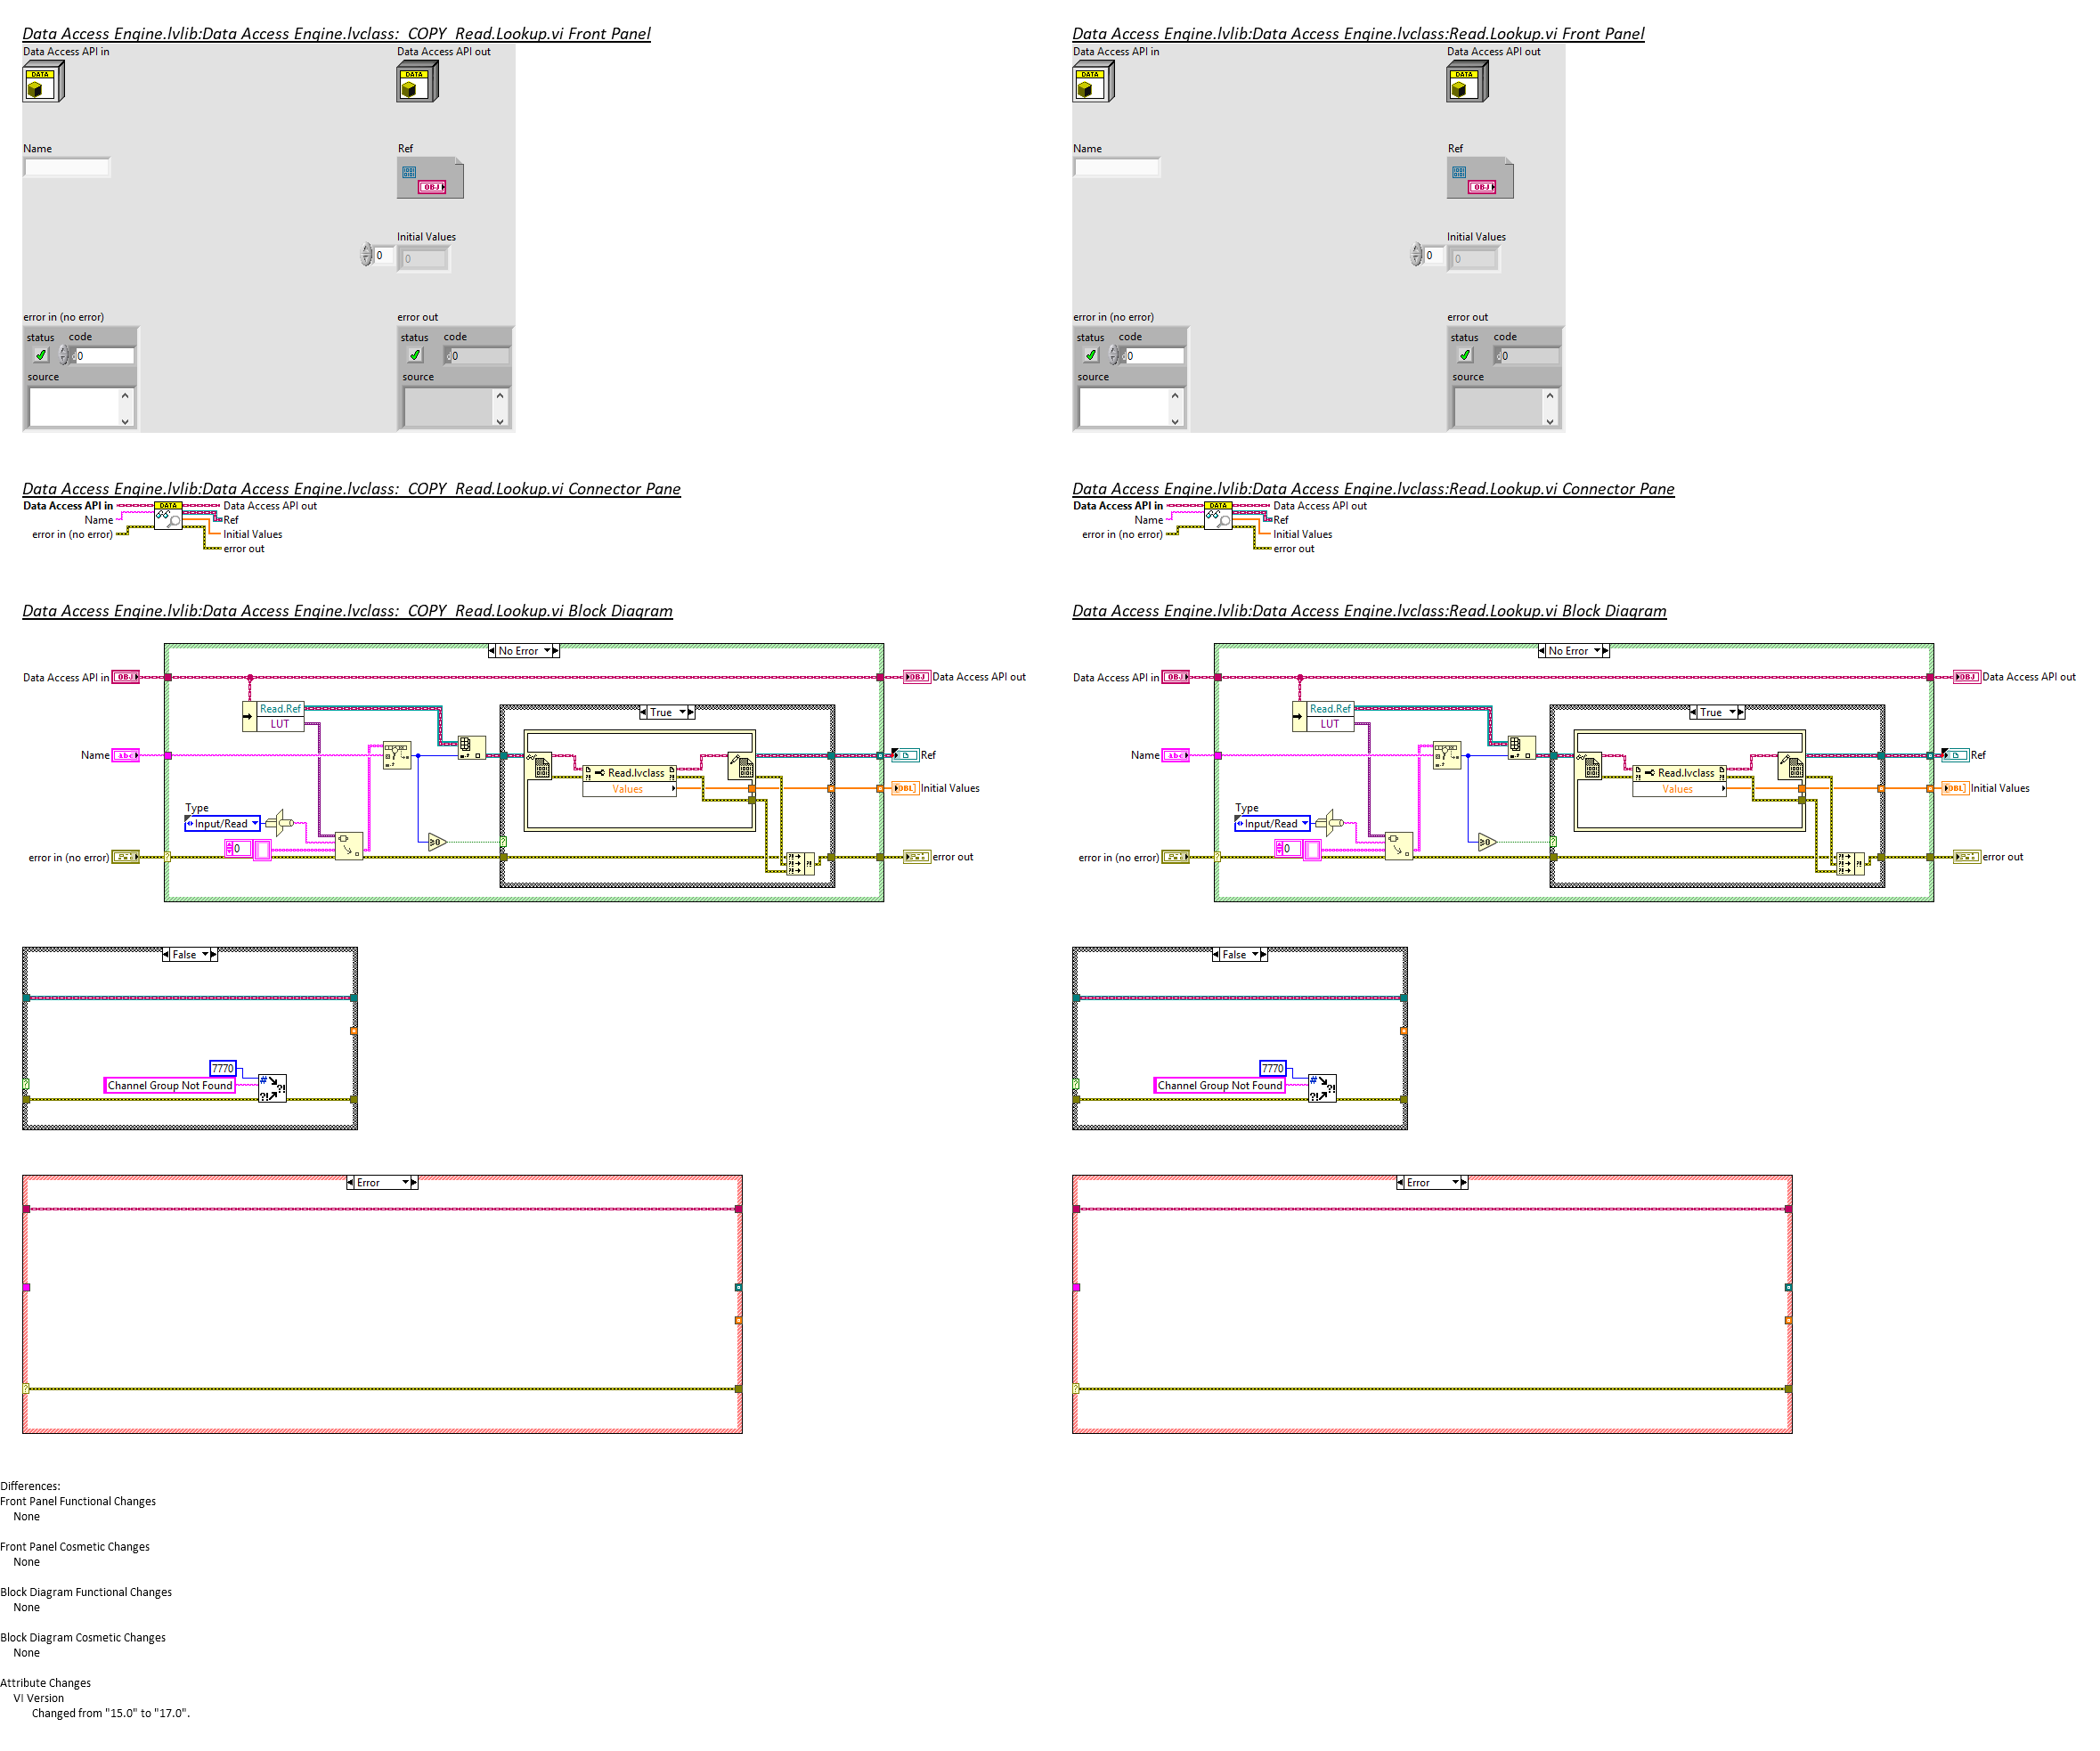 Data Access Engine.lvlib:Data Access Engine.lvclass:_COPY_Read.Lookup.vi Front Panel
Data Access API in
Data Access API out
DATA
DATA
Name
Ref
OBJ
Initial Values
0
0
error in (no error)
error out
status
code
status
code
0
0
source
source
Data Access Engine.lvlib:Data Access Engine.lvclass:_COPY_Read.Lookup.vi Connector Pane
Data Access API in
DATA
Data Access API out
Name
Ref
error in (no error)
Initial Values
error out
Data Access Engine.lvlib:Data Access Engine.lvclass:_COPY_Read.Lookup.vi Block Diagram
No Error
Data Access API in
OBJ
OBJ
Data Access API out
Read.Ref
LUT
True
Name
abc
Ref
Read.lvclass
Values
DBL
Initial Values
Type
Input/Read
0
≥0
error in (no error)
error out
False
7770
Channel Group Not Found
#
?!
?!
Error
Differences:
Front Panel Functional Changes
None
Front Panel Cosmetic Changes
None
Block Diagram Functional Changes
None
Block Diagram Cosmetic Changes
None
Attribute Changes
VI Version
Changed from "15.0" to "17.0".
Data Access Engine.lvlib:Data Access Engine.lvclass:Read.Lookup.vi Front Panel
Data Access API in
Data Access API out
DATA
DATA
Name
Ref
OBJ
Initial Values
0
0
error in (no error)
error out
status
code
status
code
0
0
source
source
Data Access Engine.lvlib:Data Access Engine.lvclass:Read.Lookup.vi Connector Pane
Data Access API in
DATA
Data Access API out
Name
Ref
error in (no error)
Initial Values
error out
Data Access Engine.lvlib:Data Access Engine.lvclass:Read.Lookup.vi Block Diagram
No Error
Data Access API in
OBJ
OBJ
Data Access API out
Read.Ref
LUT
True
Name
abc
Ref
Read.lvclass
Values
DBL
Initial Values
Type
Input/Read
0
≥0
error in (no error)
error out
False
7770
Channel Group Not Found
#
?!
?!
Error